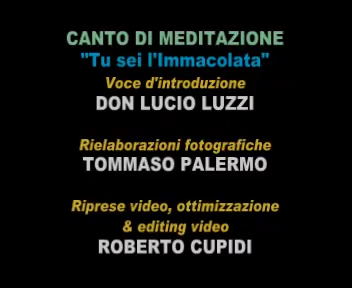 CANTO DI MEDITAZIONE
"Tu sei l'Immacolata"
Voce d'introduzione
DON LUCIO LUZZI
Rielaborazioni fotografiche
TOMMASO PALERMO
Riprese video, ottimizzazione
& editing video
ROBERTO CUPIDI